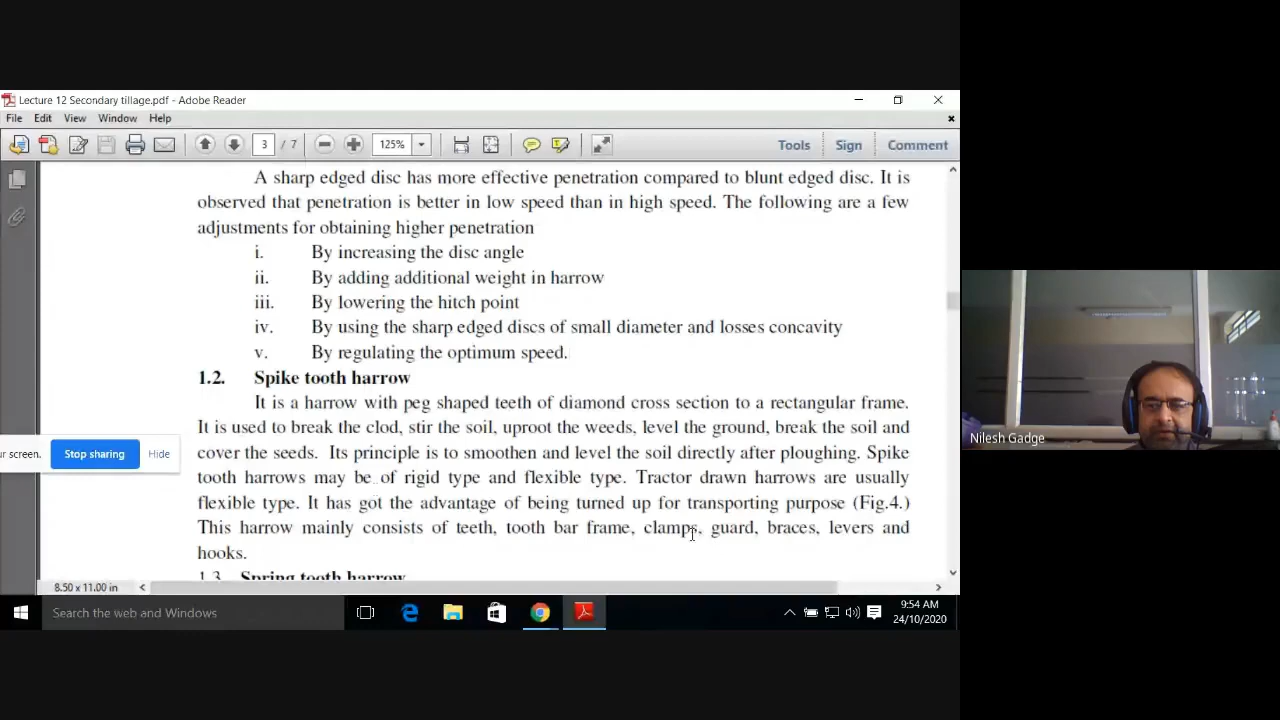 Lecture 12 Secondary tillage.pdf - Adobe Reader
File Edit View Window Help
3 / 7 125% Tools Sign Comment
A sharp edged disc has more effective penetration compared to blunt edged disc. It is
observed that penetration is better in low speed than in high speed. The following are a few
adjustments for obtaining higher penetration
i. By increasing the disc angle
ii. By adding additional weight in harrow
iii. By lowering the hitch point
iv. By using the sharp edged discs of small diameter and losses concavity
v. By regulating the optimum speed.
1.2. Spike tooth harrow
It is a harrow with peg shaped teeth of diamond cross section to a rectangular frame.
It is used to break the clod, stir the soil, uproot the weeds, level the ground, break the soil and
cover the seeds. Its principle is to smoothen and level the soil directly after ploughing. Spike
tooth harrows may be of rigid type and flexible type. Tractor drawn harrows are usually
flexible type. It has got the advantage of being turned up for transporting purpose (Fig.4.)
This harrow mainly consists of teeth, tooth bar frame, clamps, guard, braces, levers and
hooks.
1.3 Spring tooth harrow
ur screen. Stop sharing Hide
8.50 x 11.00 in
Search the web and Windows
9:54 AM
24/10/2020
Nilesh Gadge